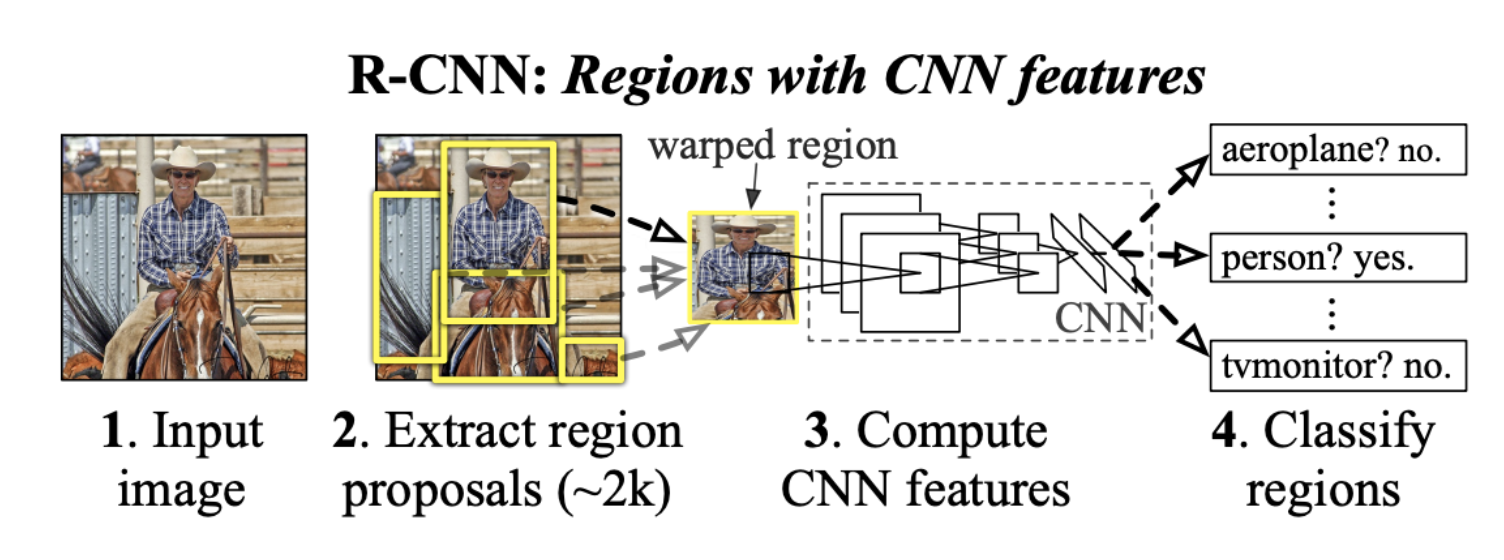 R-CNN: Regions with CNN features
warped region
aeroplane? no.
⋮
person? yes.
⋮
tvmonitor? no.
CNN
1. Input
image
2. Extract region
proposals (~2k)
3. Compute
CNN features
4. Classify
regions